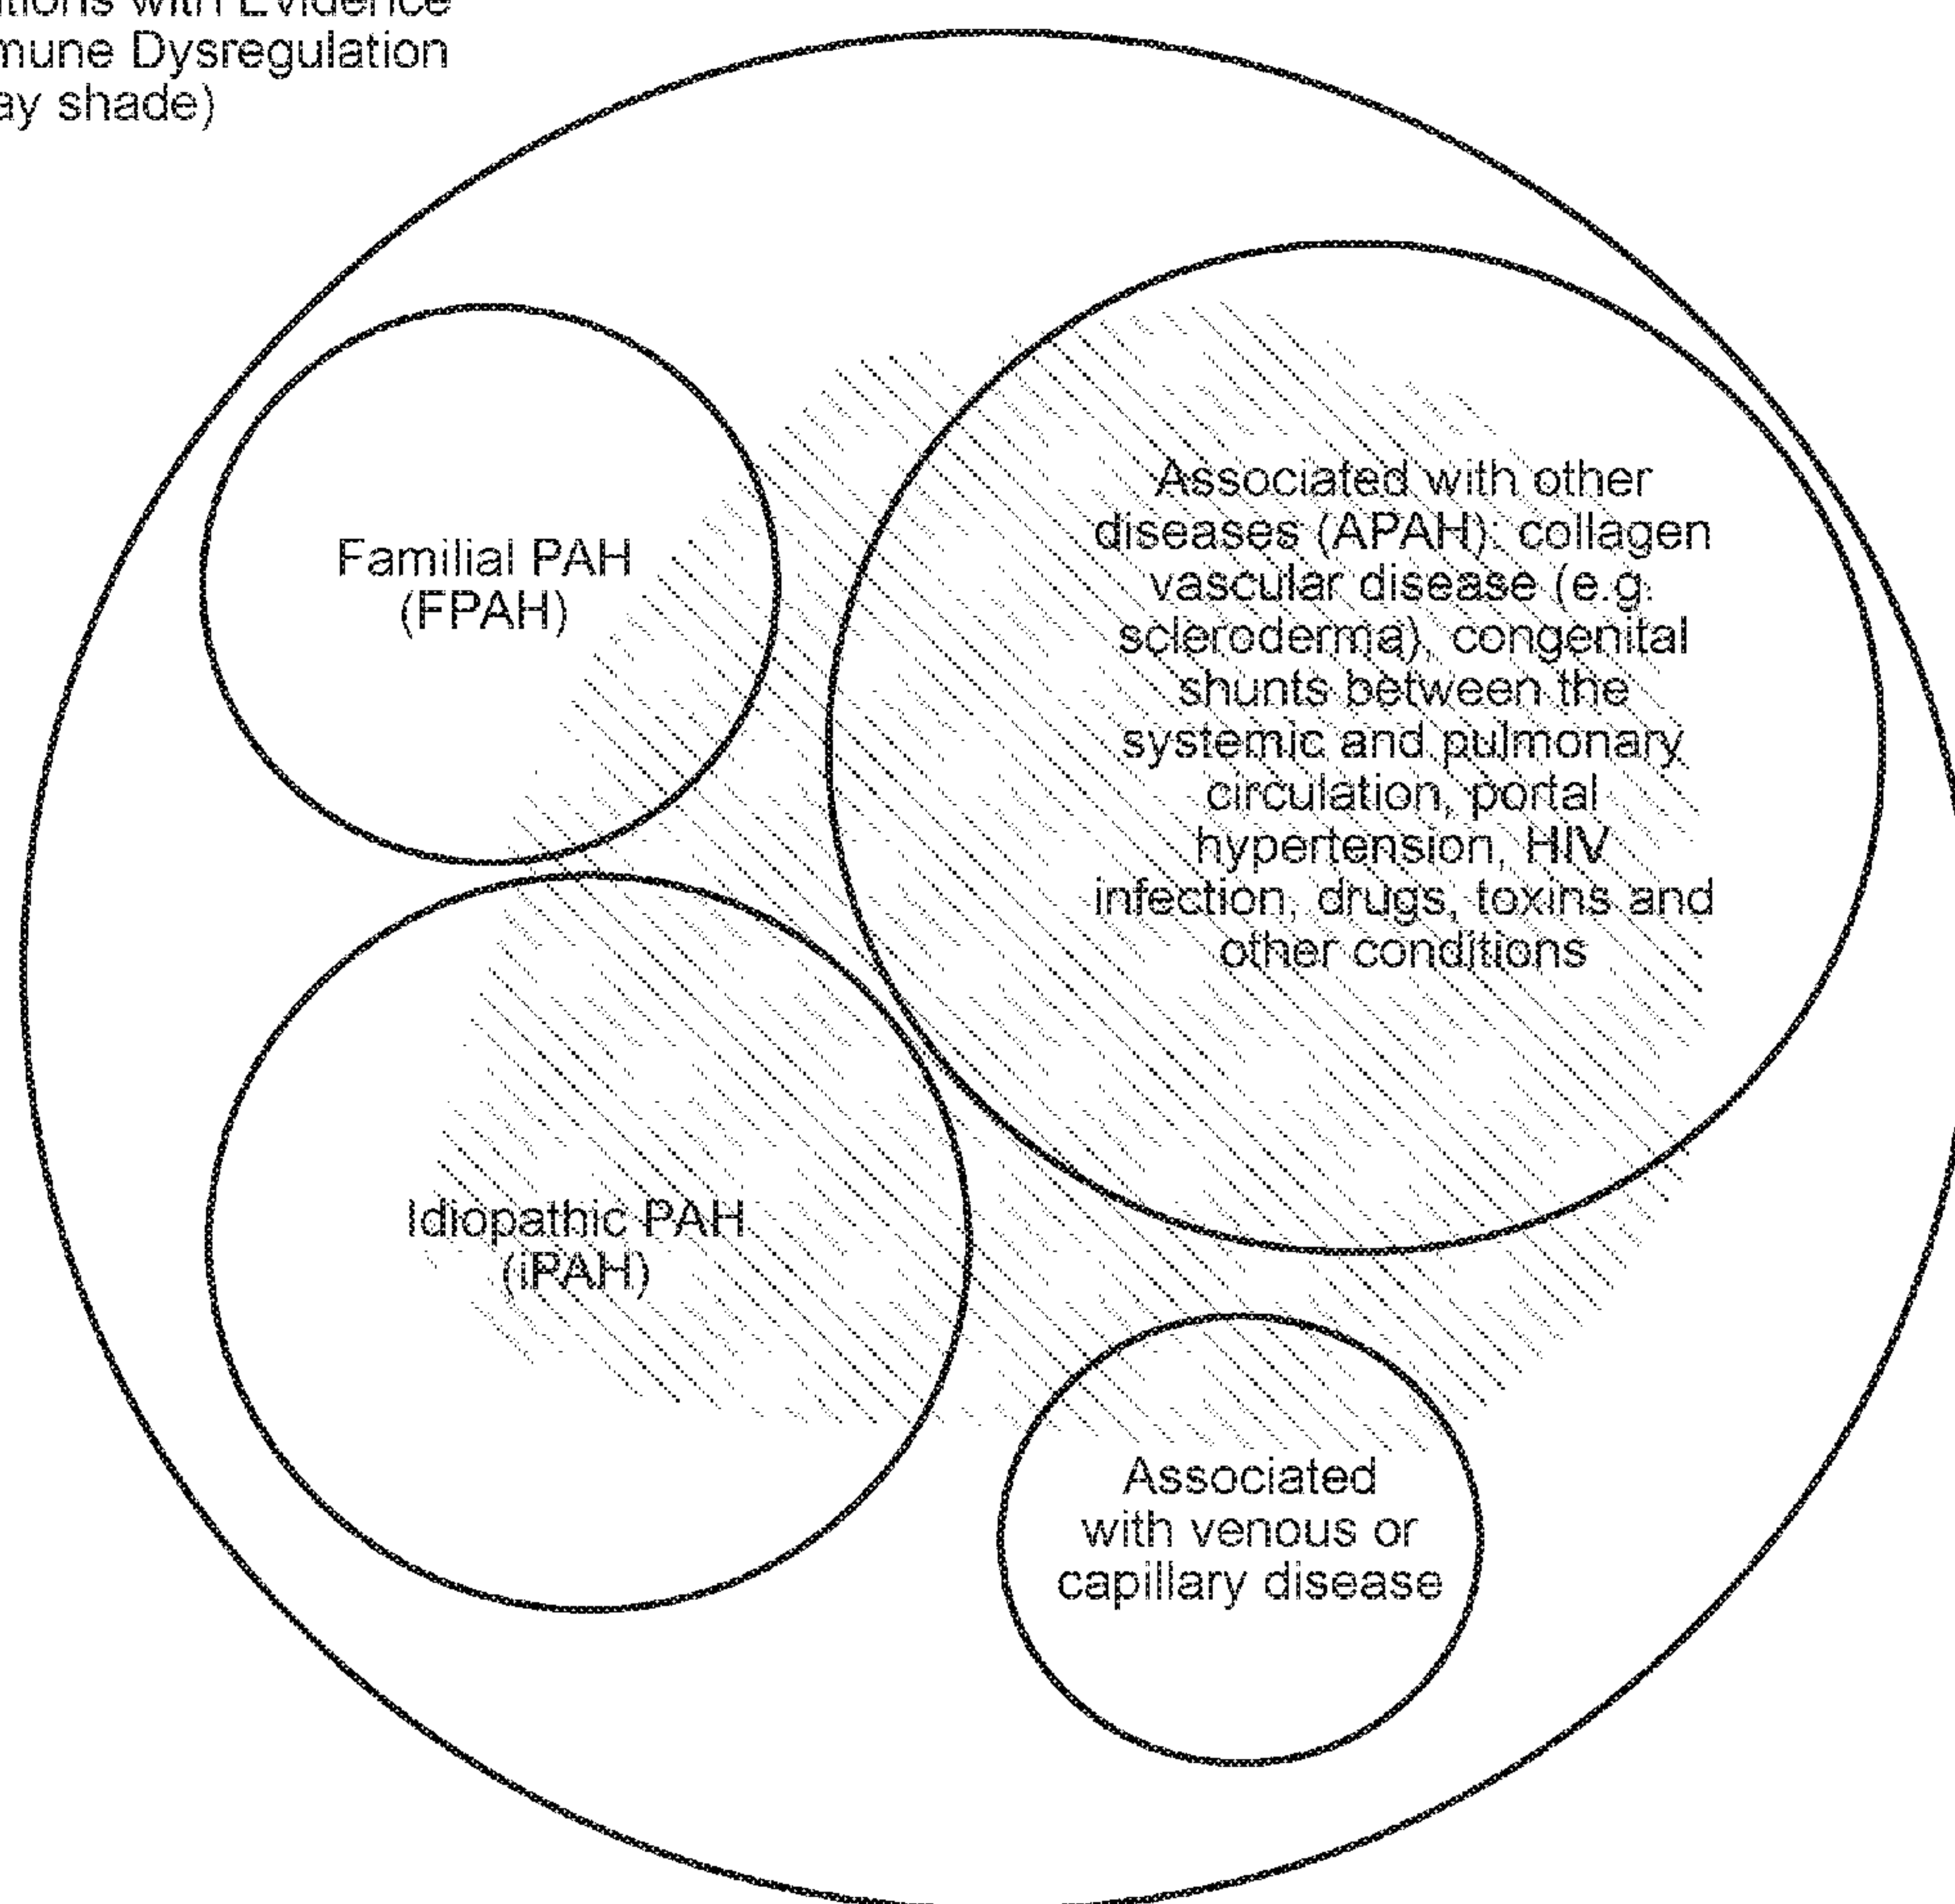 with Evidence
Dysregulation
shade)
Familial PAH
(FPAH)
Associated with other
diseases (APAH): collagen
vascular disease (e.g.
scleroderma), congenital
shunts between the
systemic and pulmonary
circulation, portal
hypertension, HIV
infection, drugs, toxins and
other conditions
Idiopathic PAH
(iPAH)
Associated
with venous or
capillary disease